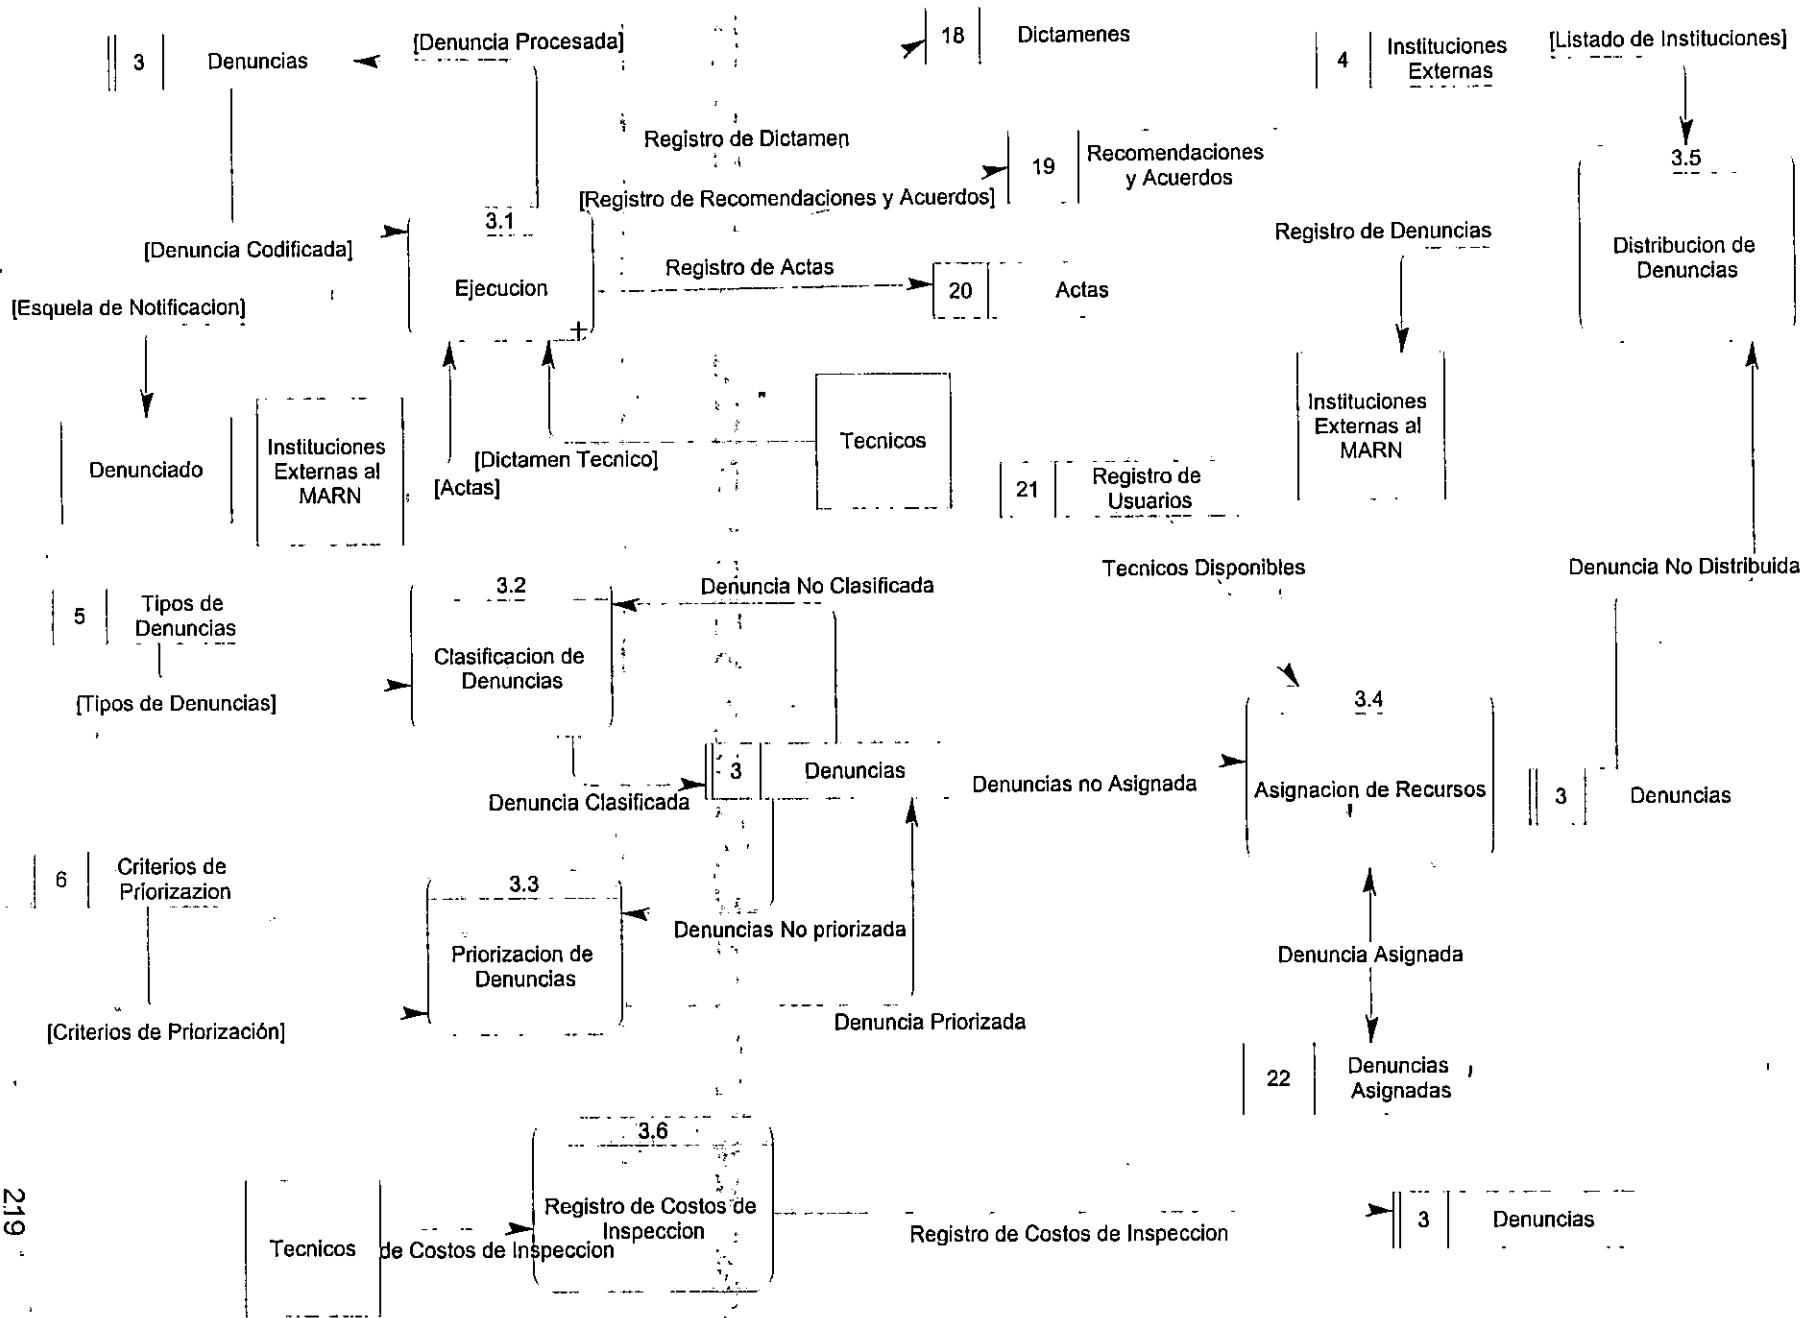 3
Denuncias
[Denuncia Procesada]
18
Dictamenes
4
Instituciones
Externas
[Listado de Instituciones]
Registro de Dictamen
19
Recomendaciones
y Acuerdos
3.5
Distribucion de
Denuncias
[Registro de Recomendaciones y Acuerdos]
[Denuncia Codificada]
3.1
Ejecucion
+
Registro de Actas
20
Actas
Registro de Denuncias
[Esquela de Notificacion]
Denunciado
Instituciones
Externas al
MARN
[Actas]
[Dictamen Tecnico]
Tecnicos
21
Registro de
Usuarios
Instituciones
Externas al
MARN
5
Tipos de
Denuncias
[Tipos de Denuncias]
3.2
Clasificacion de
Denuncias
Denuncia No Clasificada
Tecnicos Disponibles
Denuncia No Distribuida
Denuncia Clasificada
3
Denuncias
Denuncias no Asignada
3.4
Asignacion de Recursos
3
Denuncias
6
Criterios de
Priorizazion
[Criterios de Priorización]
3.3
Priorizacion de
Denuncias
Denuncias No priorizada
Denuncia Priorizada
Denuncia Asignada
22
Denuncias
Asignadas
3.6
Registro de Costos de
Inspeccion
Tecnicos
de Costos de Inspeccion
Registro de Costos de Inspeccion
3
Denuncias
219